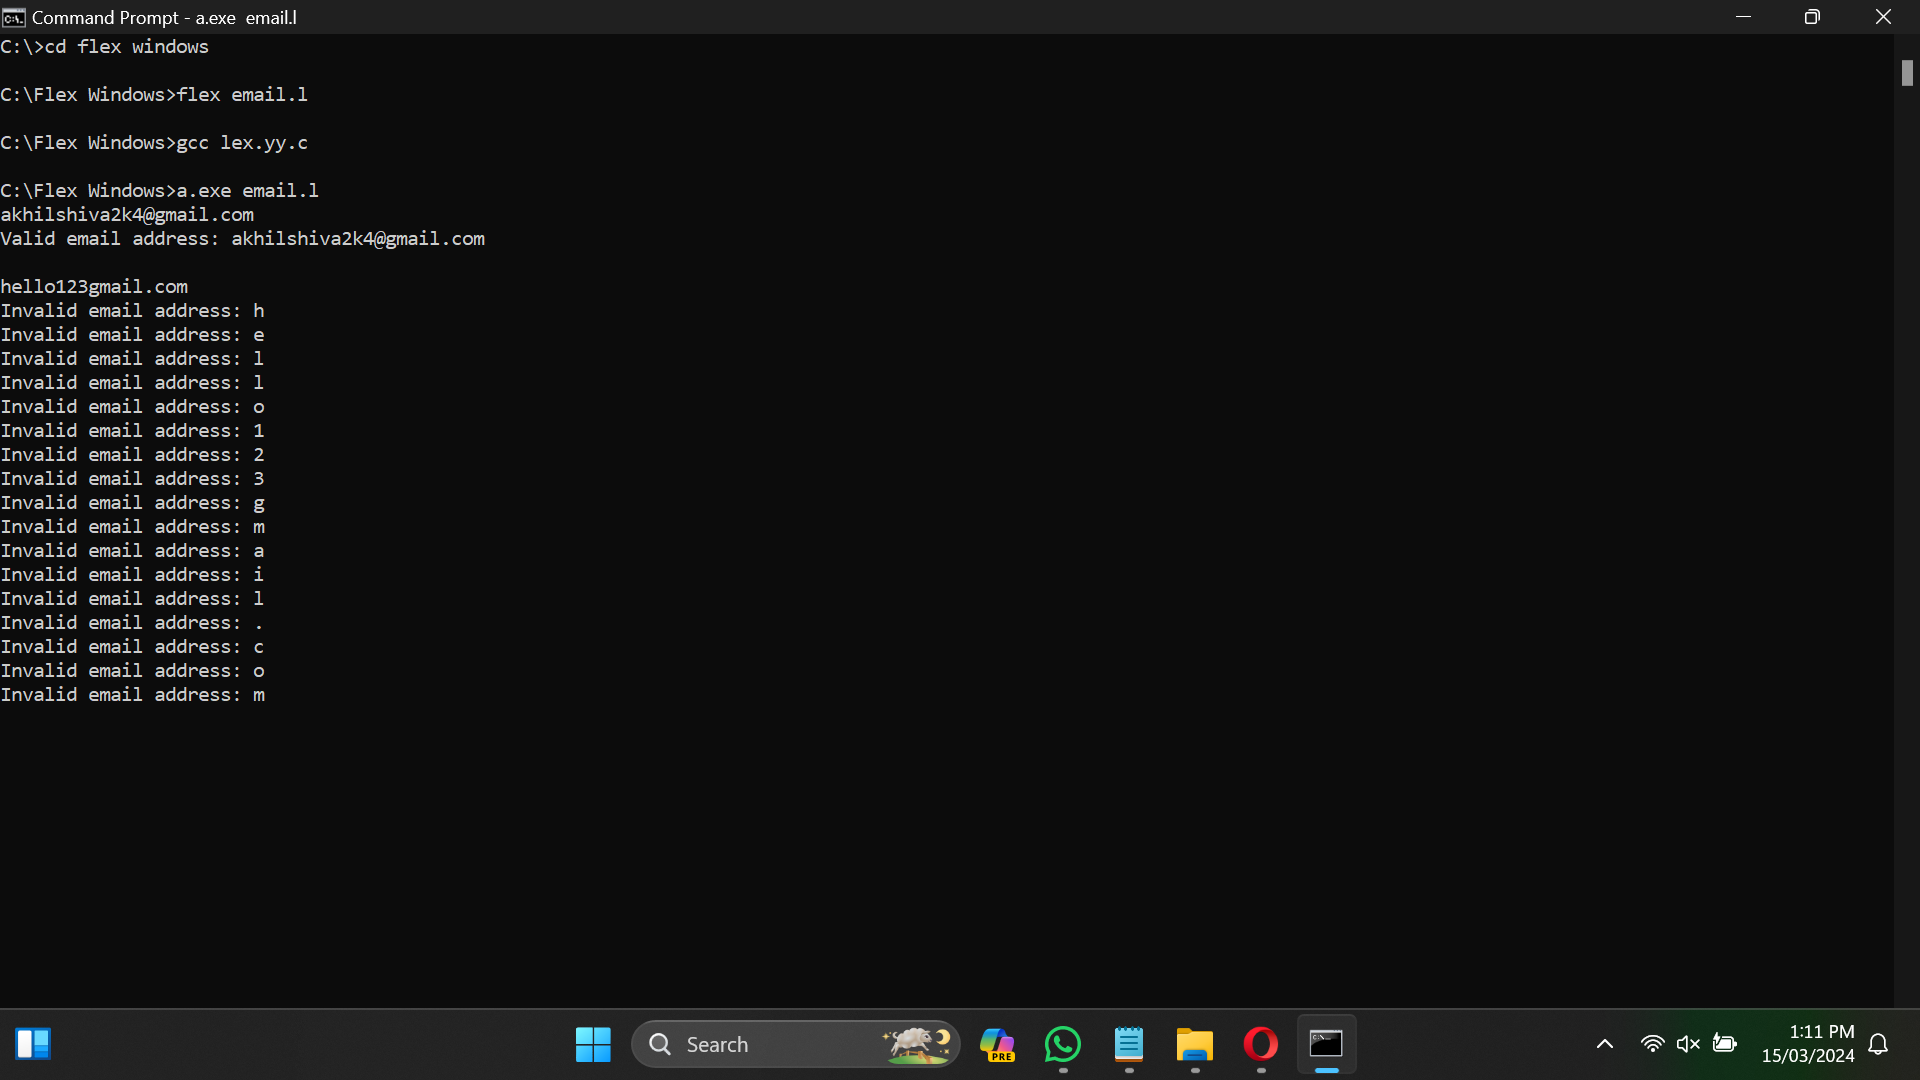 Command Prompt - a.exe  email.l
C:\>cd flex windows
C:\Flex Windows>flex email.l
C:\Flex Windows>gcc lex.yy.c
C:\Flex Windows>a.exe email.l
akhilshiva2k4@gmail.com
Valid email address: akhilshiva2k4@gmail.com
hello123gmail.com
Invalid email address: h
Invalid email address: e
Invalid email address: l
Invalid email address: l
Invalid email address: o
Invalid email address: 1
Invalid email address: 2
Invalid email address: 3
Invalid email address: g
Invalid email address: m
Invalid email address: a
Invalid email address: i
Invalid email address: l
Invalid email address: .
Invalid email address: c
Invalid email address: o
Invalid email address: m
Search
PRE
1:11 PM
15/03/2024